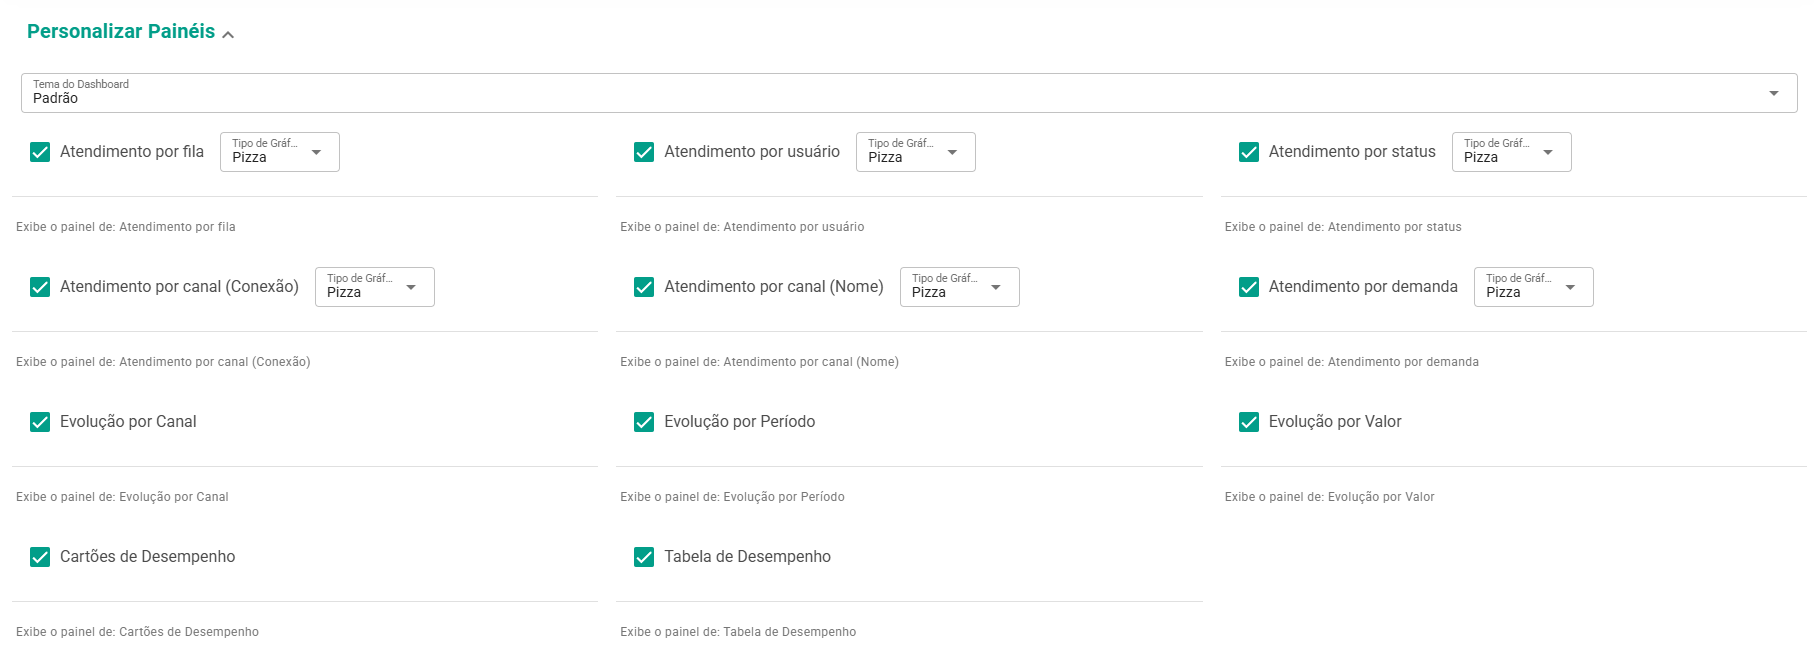 Personalizar Painéis
Tema do Dashboard
Padrão
Atendimento por fila
Tipo de Gráf...
Pizza
Atendimento por usuário
Tipo de Gráf...
Pizza
Atendimento por status
Tipo de Gráf...
Pizza
Exibe o painel de: Atendimento por fila
Exibe o painel de: Atendimento por usuário
Exibe o painel de: Atendimento por status
Atendimento por canal (Conexão)
Tipo de Gráf...
Pizza
Atendimento por canal (Nome)
Tipo de Gráf...
Pizza
Atendimento por demanda
Tipo de Gráf...
Pizza
Exibe o painel de: Atendimento por canal (Conexão)
Exibe o painel de: Atendimento por canal (Nome)
Exibe o painel de: Atendimento por demanda
Evolução por Canal
Evolução por Período
Evolução por Valor
Exibe o painel de: Evolução por Canal
Exibe o painel de: Evolução por Período
Exibe o painel de: Evolução por Valor
Cartões de Desempenho
Tabela de Desempenho
Exibe o painel de: Cartões de Desempenho
Exibe o painel de: Tabela de Desempenho